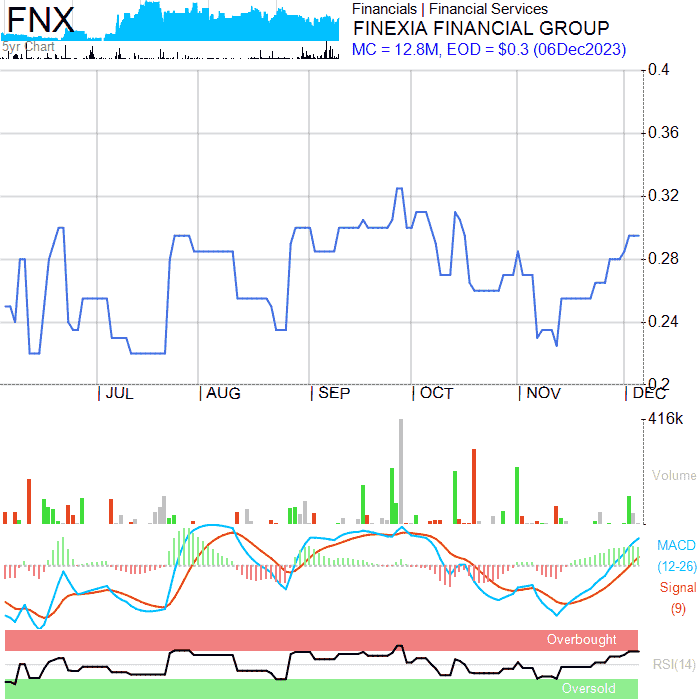 FNX
5yr Chart
Financials | Financial Services
FINEXIA FINANCIAL GROUP
MC = 12.8M, EOD = $0.3 (06Dec2023)
0.4
0.36
0.32
0.28
0.24
0.2
JUL
AUG
SEP
OCT
NOV
DEC
416k
Volume
MACD
(12-26)
Signal
(9)
Overbought
RSI(14)
Oversold